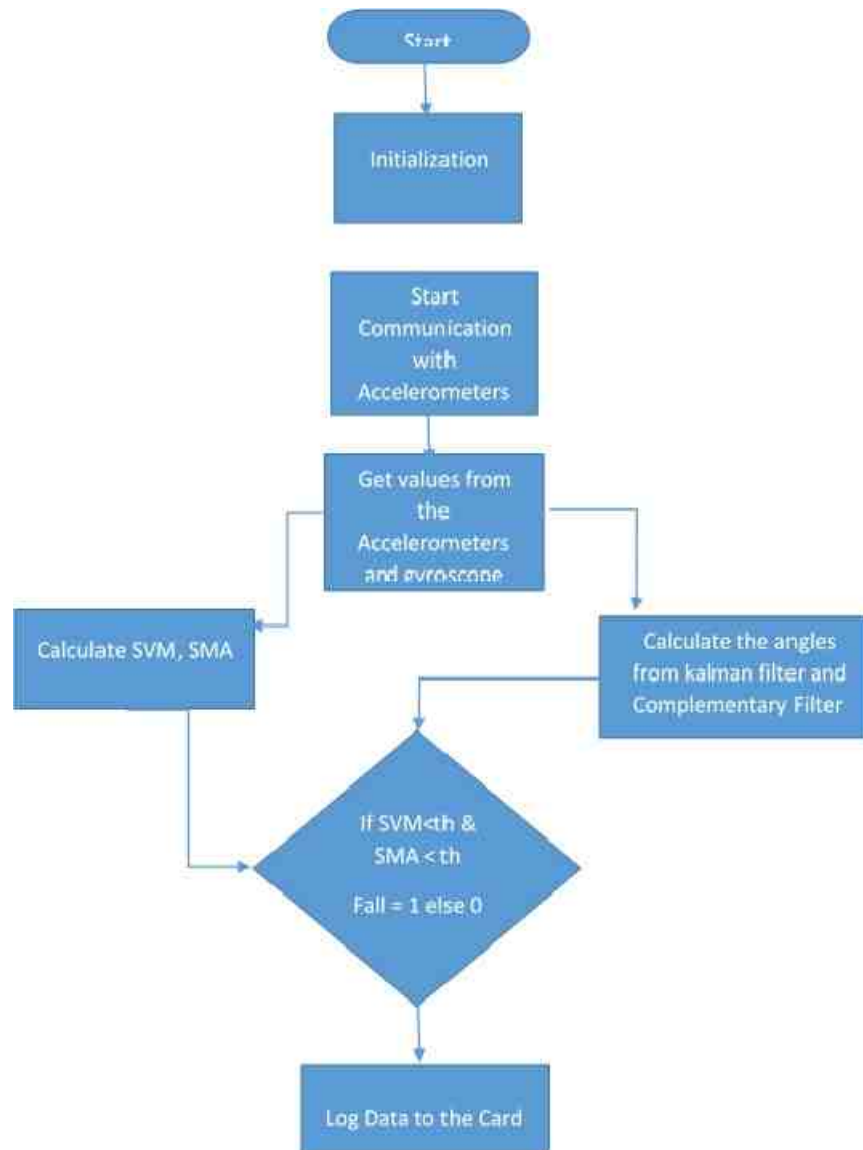 Start
Initialization
Start
Communication
with
Accelerometers
Get values from
the
Accelerometers
and gyroscope
Calculate SVM, SMA
Calculate the angles
from kalman filter and
Complementary Filter
If SVM<th &
SMA < th
Fall = 1 else 0
Log Data to the Card